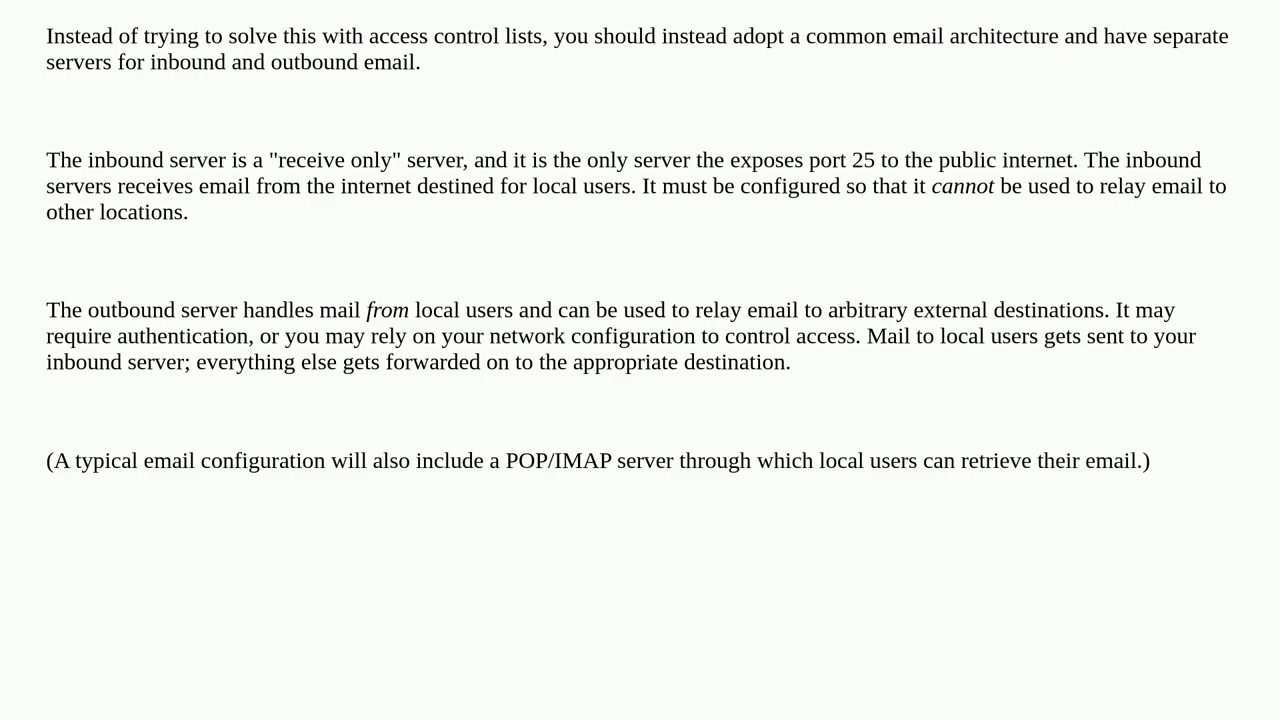 Instead of trying to solve this with access control lists, you should instead adopt a common email architecture and have separate
servers for inbound and outbound email.
The inbound server is a "receive only" server, and it is the only server the exposes port 25 to the public internet. The inbound
servers receives email from the internet destined for local users. It must be configured so that it cannot be used to relay email to
other locations.
The outbound server handles mail from local users and can be used to relay email to arbitrary external destinations. It may
require authentication, or you may rely on your network configuration to control access. Mail to local users gets sent to your
inbound server; everything else gets forwarded on to the appropriate destination.
(A typical email configuration will also include a POP/IMAP server through which local users can retrieve their email.)